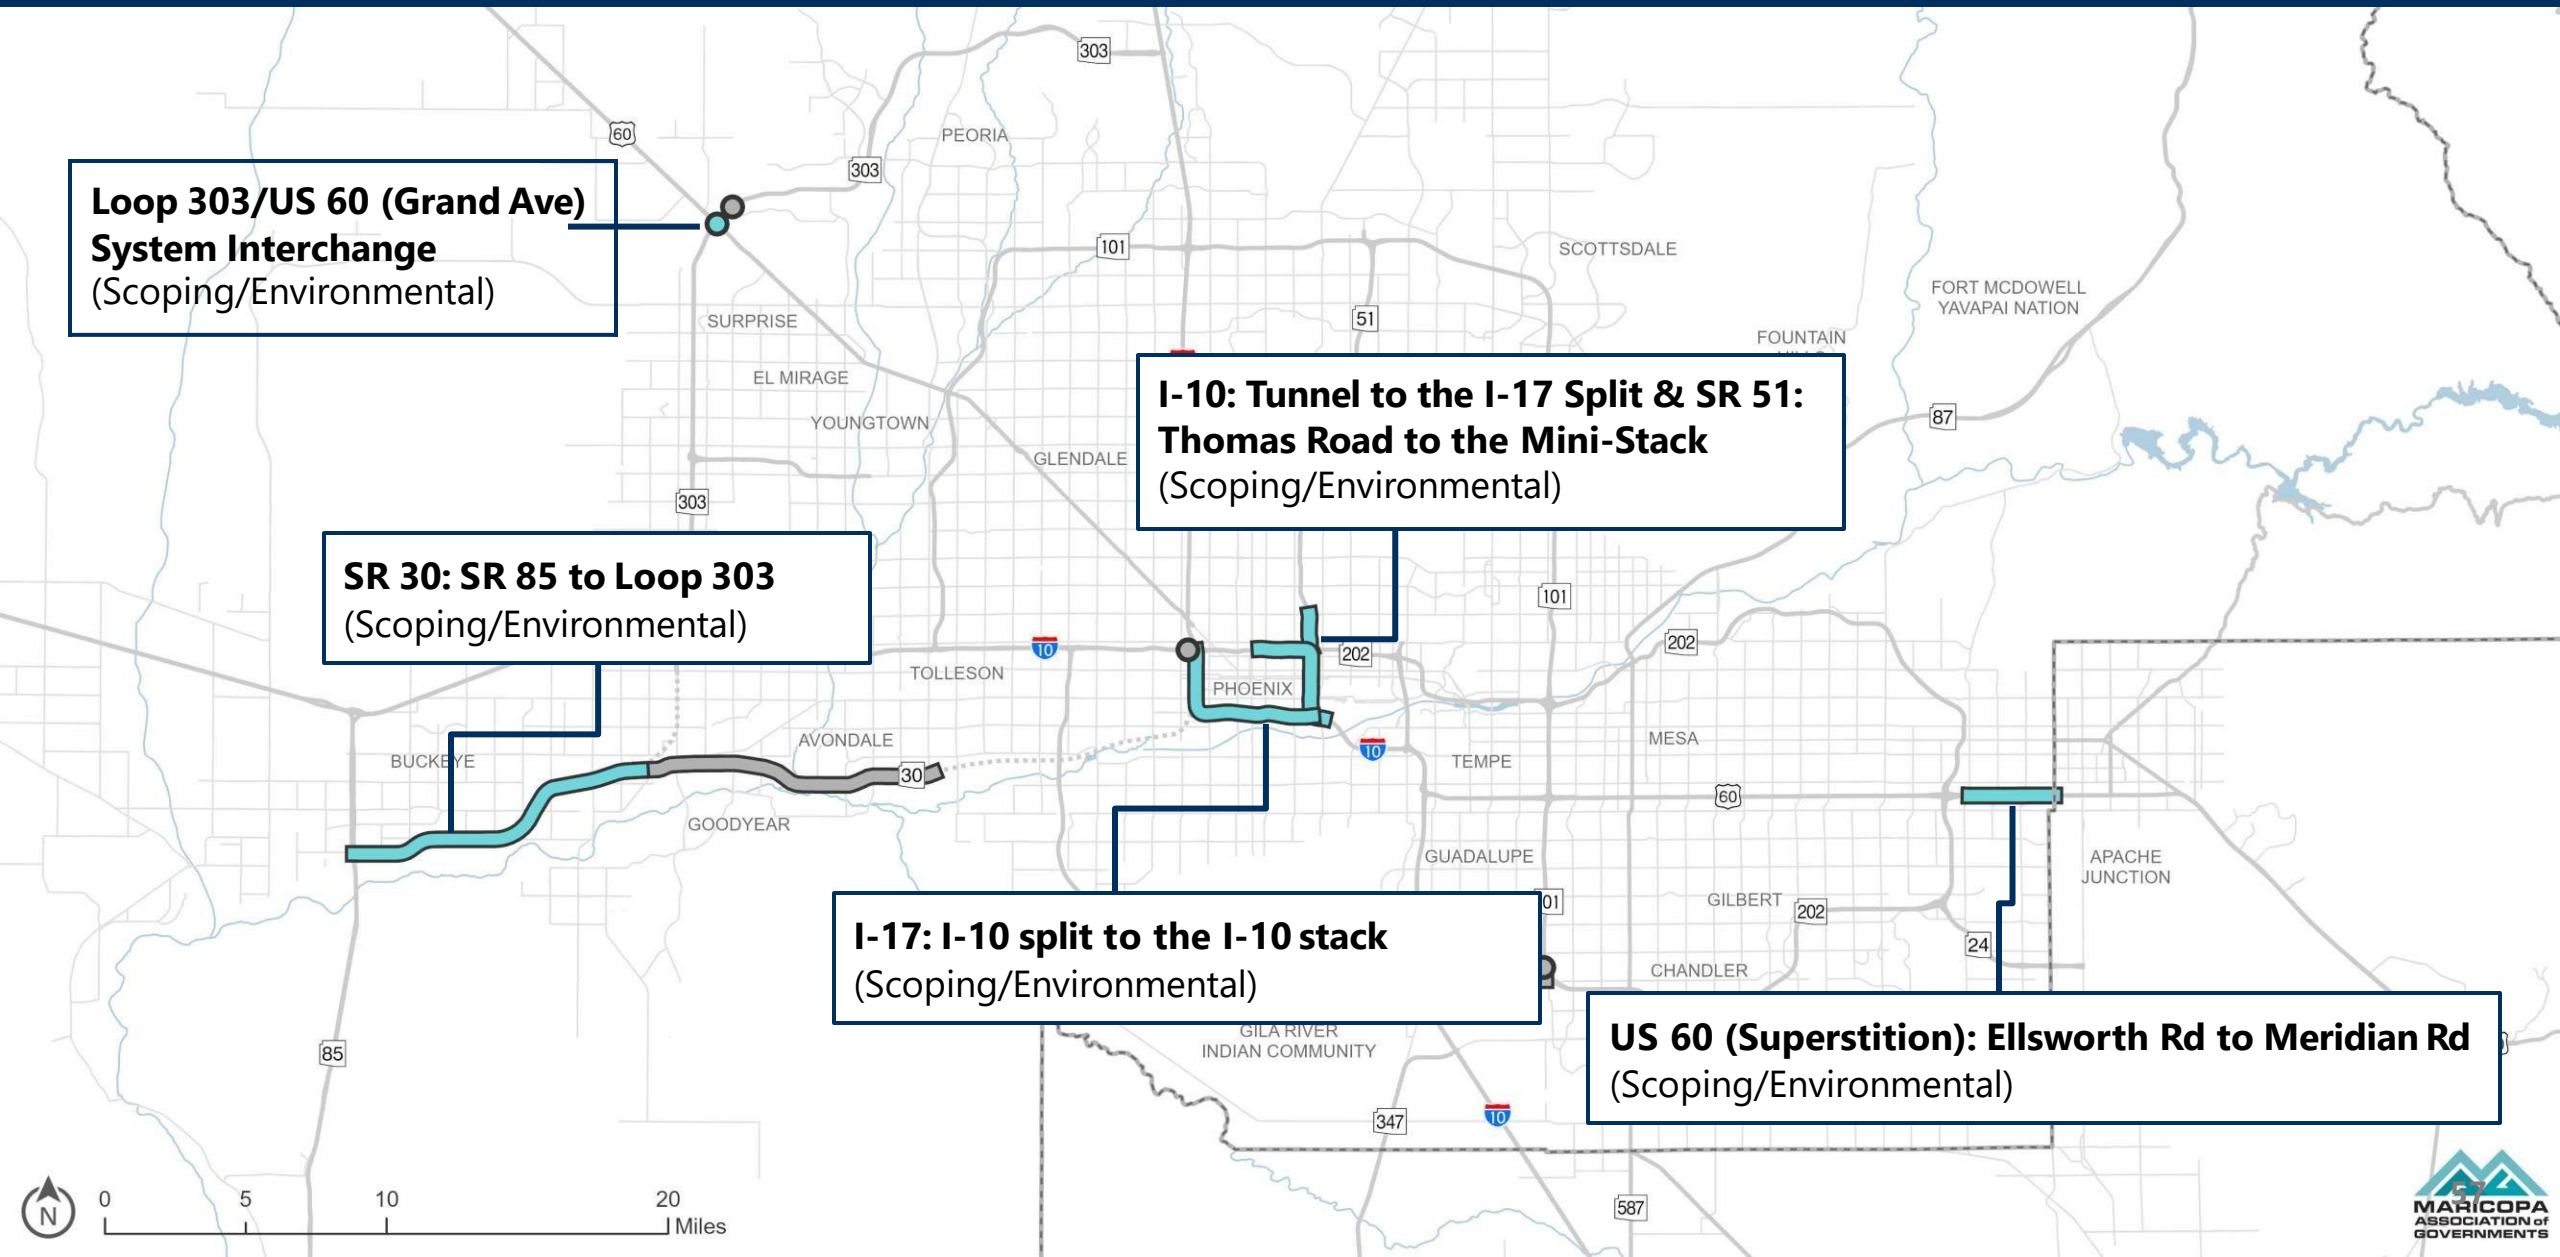 303
60
PEORIA
303
Loop 303/US 60 (Grand Ave)
System Interchange
(Scoping/Environmental)
101
SCOTTSDALE
FORT MCDOWELL
YAVAPAI NATION
SURPRISE
51
FOUNTAIN
EL MIRAGE
I-10: Tunnel to the I-17 Split & SR 51:
Thomas Road to the Mini-Stack
(Scoping/Environmental)
87
YOUNGTOWN
GLENDALE
303
SR 30: SR 85 to Loop 303
(Scoping/Environmental)
101
10
202
202
TOLLESON
PHOENIX
AVONDALE
10
MESA
BUCKEYE
TEMPE
30
60
GOODYEAR
GUADALUPE
APACHE
JUNCTION
01
GILBERT
202
I-17: I-10 split to the I-10 stack
(Scoping/Environmental)
24
CHANDLER
GILA RIVER
INDIAN COMMUNITY
US 60 (Superstition): Ellsworth Rd to Meridian Rd
(Scoping/Environmental)
85
347
10
587
N
0 5 10 20
Miles
57
MARICOPA
ASSOCIATION of
GOVERNMENTS